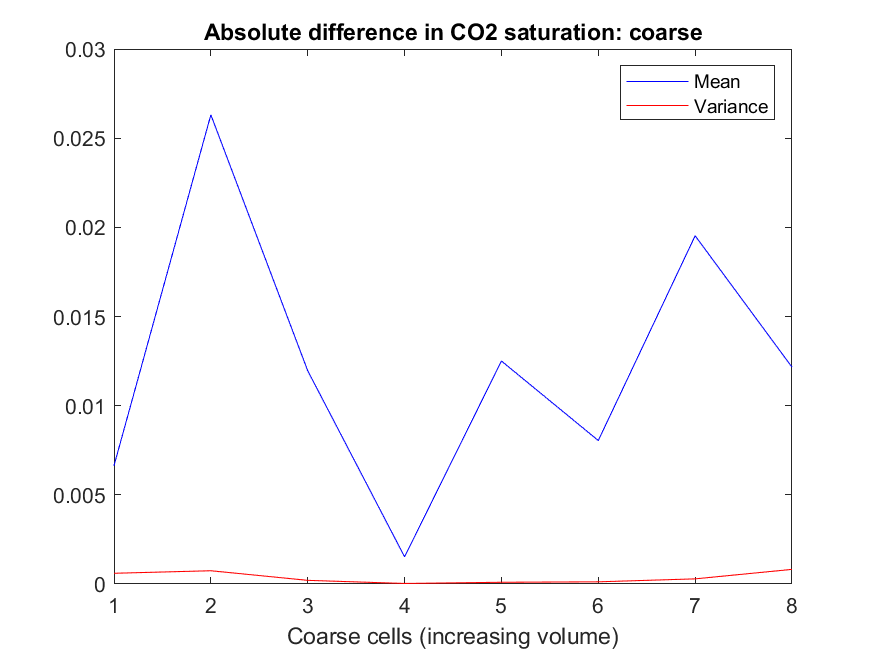 Absolute difference in CO2 saturation: coarse
0.03
0.025
0.02
0.015
0.01
0.005
0
Mean
Variance
1 2 3 4 5 6 7 8
Coarse cells (increasing volume)